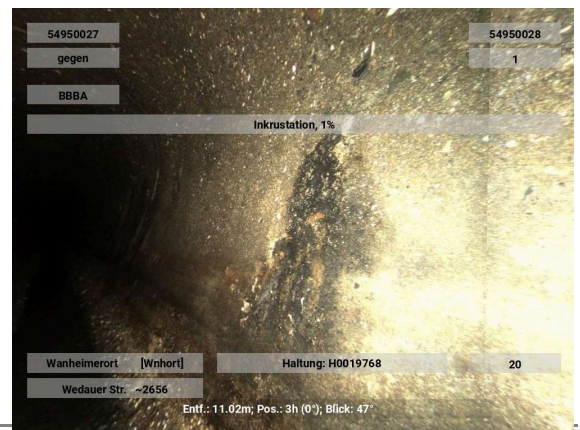 54950027
54950028
gegen
1
BBBA
Inkrustation, 1%
Wanheimerort [Wnhort]
Haltung: H0019768
20
Wedauer Str. ~2656
Entf.: 11.02m; Pos.: 3h (0°); Blick: 47°